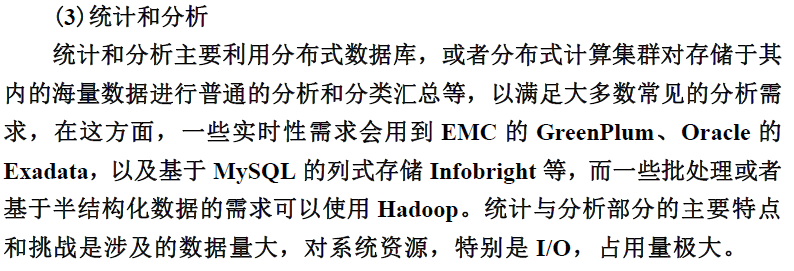 (3)统计和分析
统计和分析主要利用分布式数据库，或者分布式计算集群对存储于其
内的海量数据进行普通的分析和分类汇总等，以满足大多数常见的分析需
求，在这方面，一些实时性需求会用到 EMC 的 GreenPlum、Oracle 的
Exadata，以及基于 MySQL 的列式存储 Infobright 等，而一些批处理或者
基于半结构化数据的需求可以使用 Hadoop。统计与分析部分的主要特点
和挑战是涉及的数据量大，对系统资源，特别是 I/O，占用量极大。